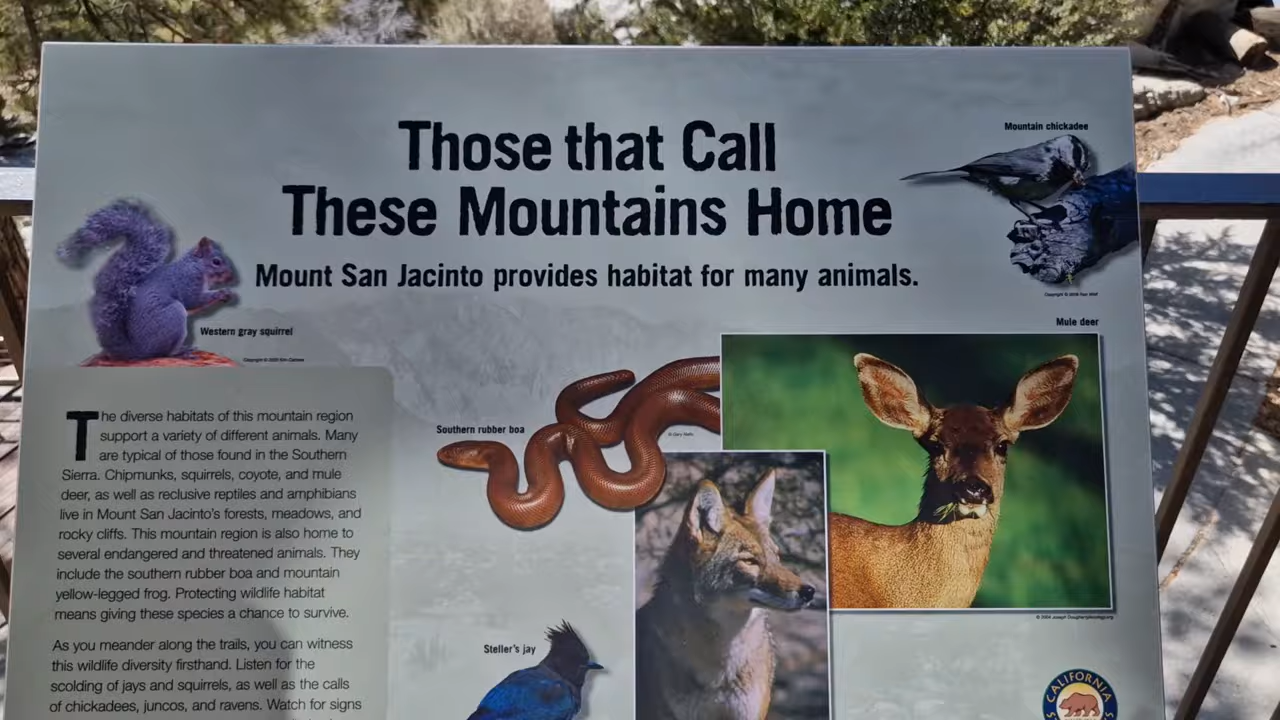 Mountain chickadee
Those that Call
These Mountains Home
Mount San Jacinto provides habitat for many animals.
Western gray squirrel
Mule deer
Southern rubber boa
The diverse habitats of this mountain region
support a variety of different animals. Many
are typical of those found in the Southern
Sierra. Chipmunks, squirrels, coyote, and mule
deer, as well as reclusive reptiles and amphibians
live in Mount San Jacinto's forests, meadows, and
rocky cliffs. This mountain region is also home to
several endangered and threatened animals. They
include the southern rubber boa and mountain
yellow-legged frog. Protecting wildlife habitat
means giving these species a chance to survive.
As you meander along the trails, you can witness
this wildlife diversity firsthand. Listen for the
scolding of jays and squirrels, as well as the calls
of chickadees, juncos, and ravens. Watch for signs
Steller's jay
CALIFORNIA